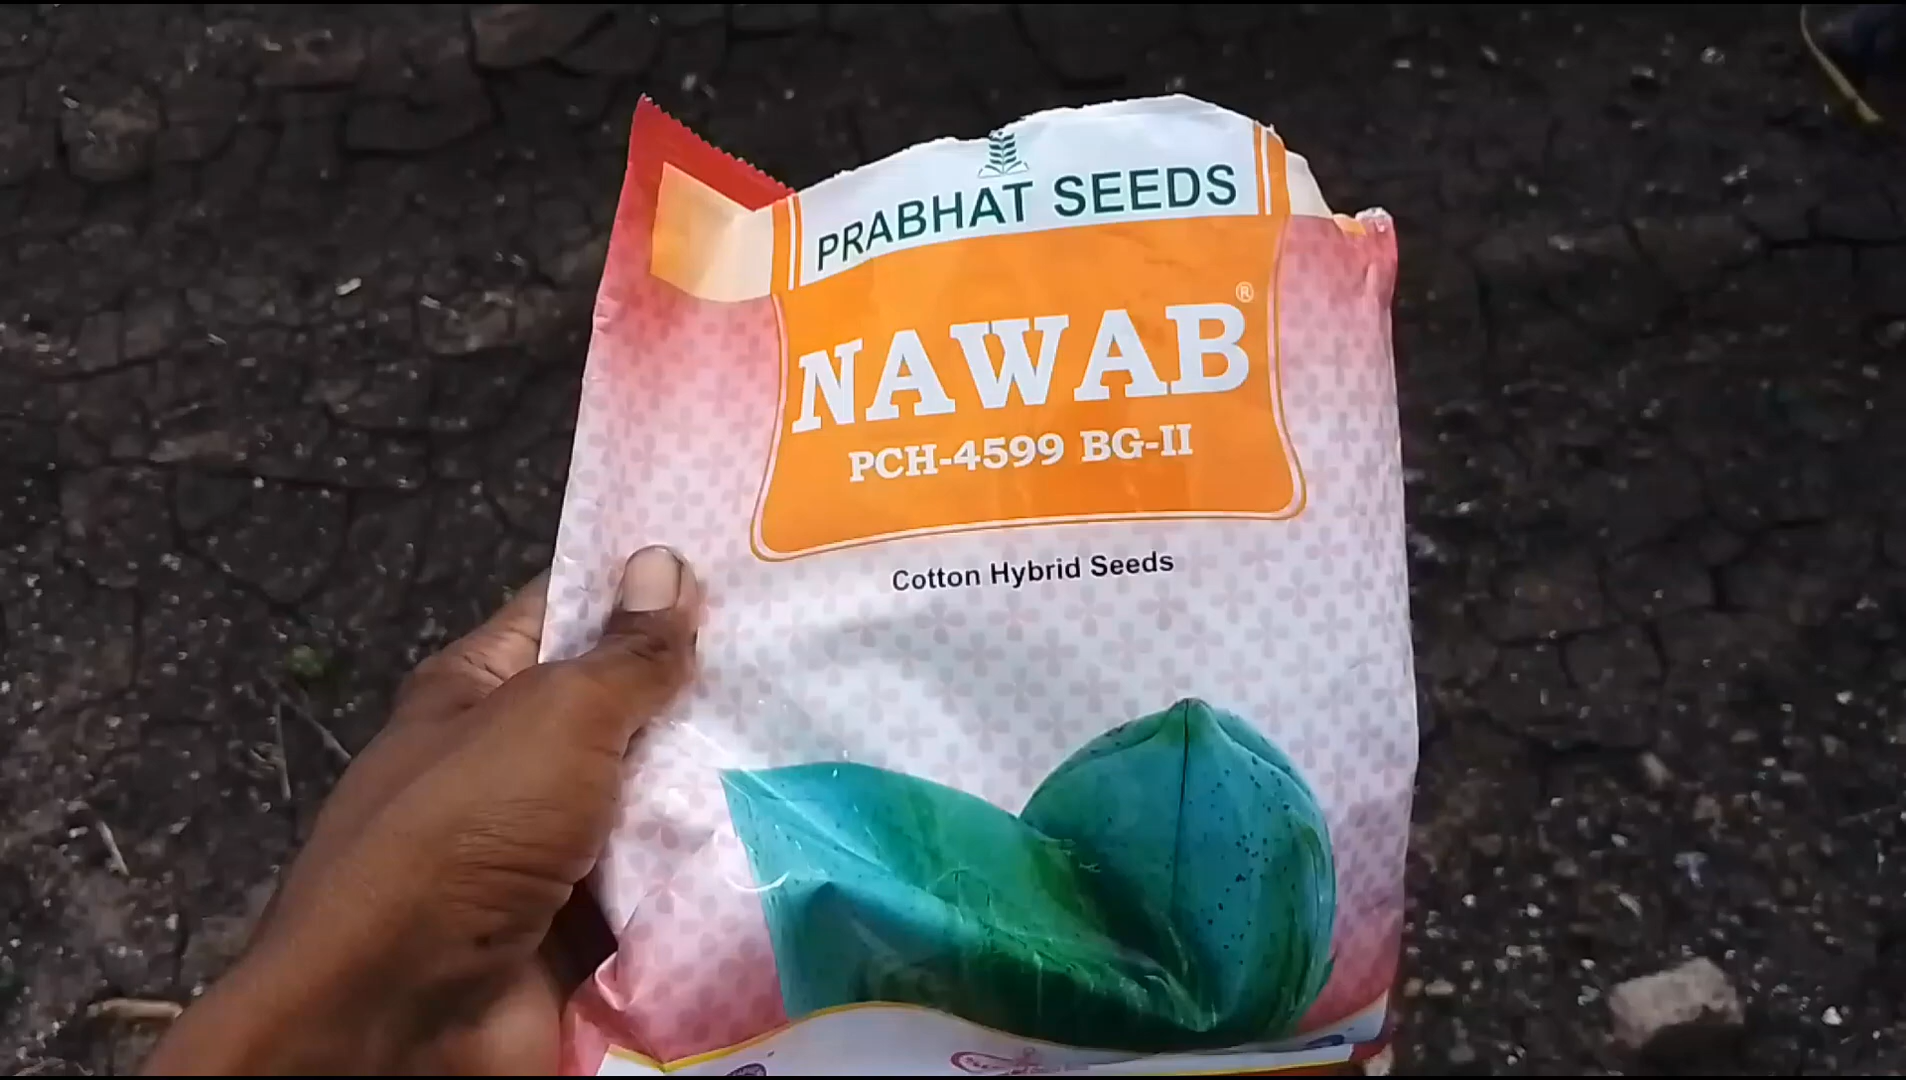 PRABHAT SEEDS
NAWAB®
PCH-4599 BG-II
Cotton Hybrid Seeds